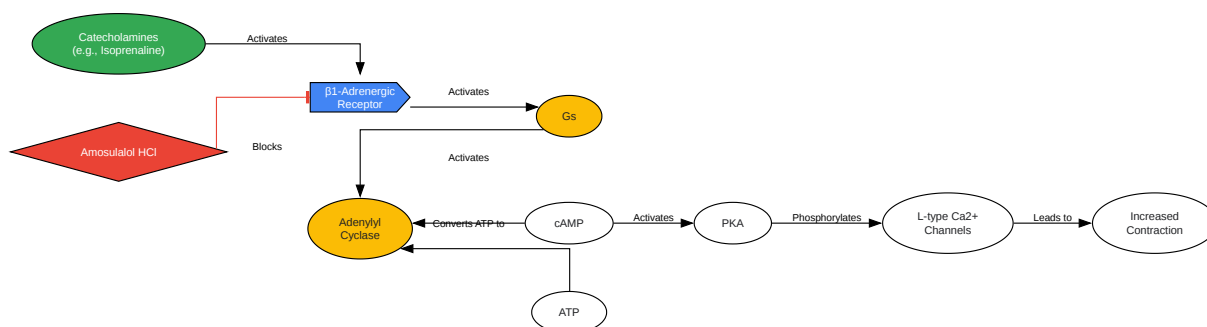 Catecholamines
(e.g., Isoprenaline)
Activates
β1-Adrenergic
Receptor
Activates
Gs
Amosulalol HCl
Blocks
Activates
Adenylyl
Cyclase
Converts ATP to
cAMP
Activates
PKA
Phosphorylates
L-type Ca2+
Channels
Leads to
Increased
Contraction
ATP